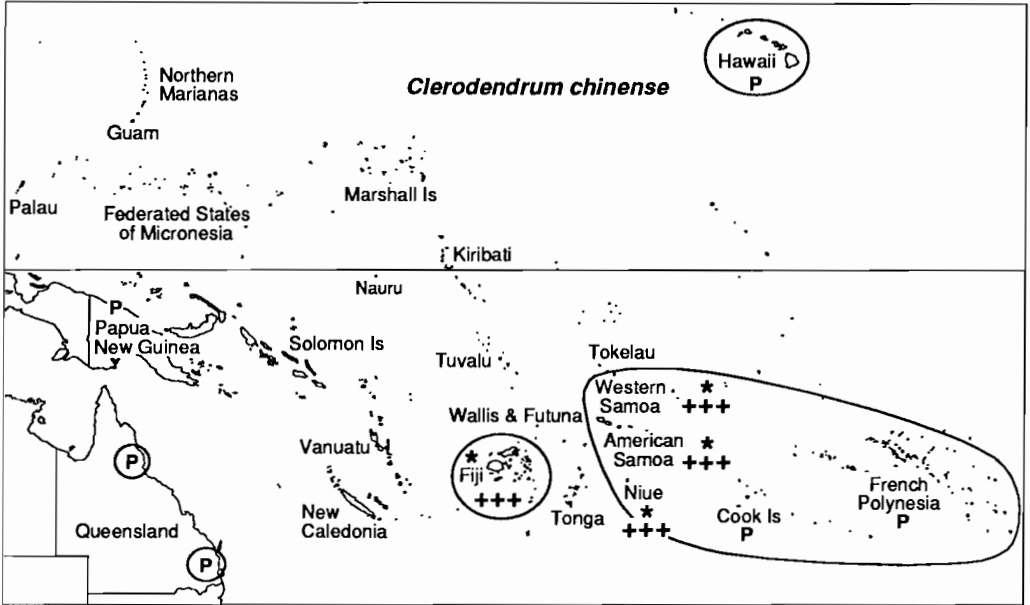 Hawaii
P
Clerodendrum chinense
Northern
Marianas
Guam
Palau
Federated States
of Micronesia
Marshall Is
Kiribati
Nauru
P
Papua
New Guinea
Solomon Is
Tuvalu
Tokelau
Western *
Samoa +++
Wallis & Futuna
American *
Samoa +++
Vanuatu
*
Fiji
+++
P
French
Polynesia
P
Niue
*
+++
Cook Is
P
New
Caledonia
Tonga
Queensland
P